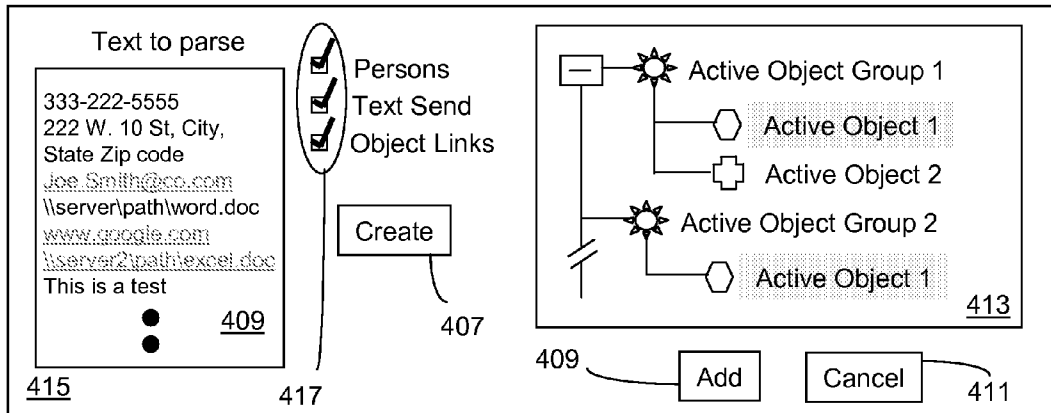 Text to parse
333-222-5555
222 W. 10 St, City,
State Zip code
Joe.Smith@co.com
\\server\path\word.doc
www.google.com
\\server2\path\excel.doc
This is a test
409
415
Persons
Text Send
Object Links
Create
407
417
Active Object Group 1
Active Object 1
Active Object 2
Active Object Group 2
Active Object 1
413
409
Add
Cancel
411